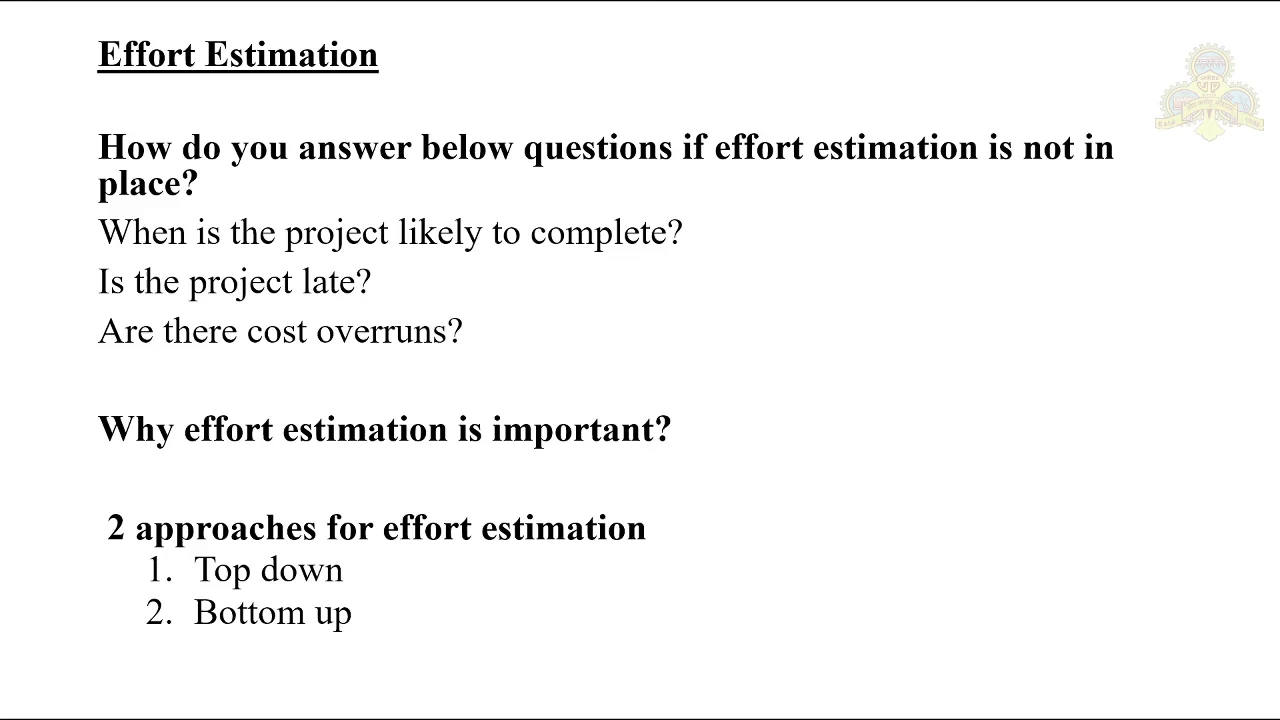 Effort Estimation
How do you answer below questions if effort estimation is not in
place?
When is the project likely to complete?
Is the project late?
Are there cost overruns?
Why effort estimation is important?
2 approaches for effort estimation
1. Top down
2. Bottom up